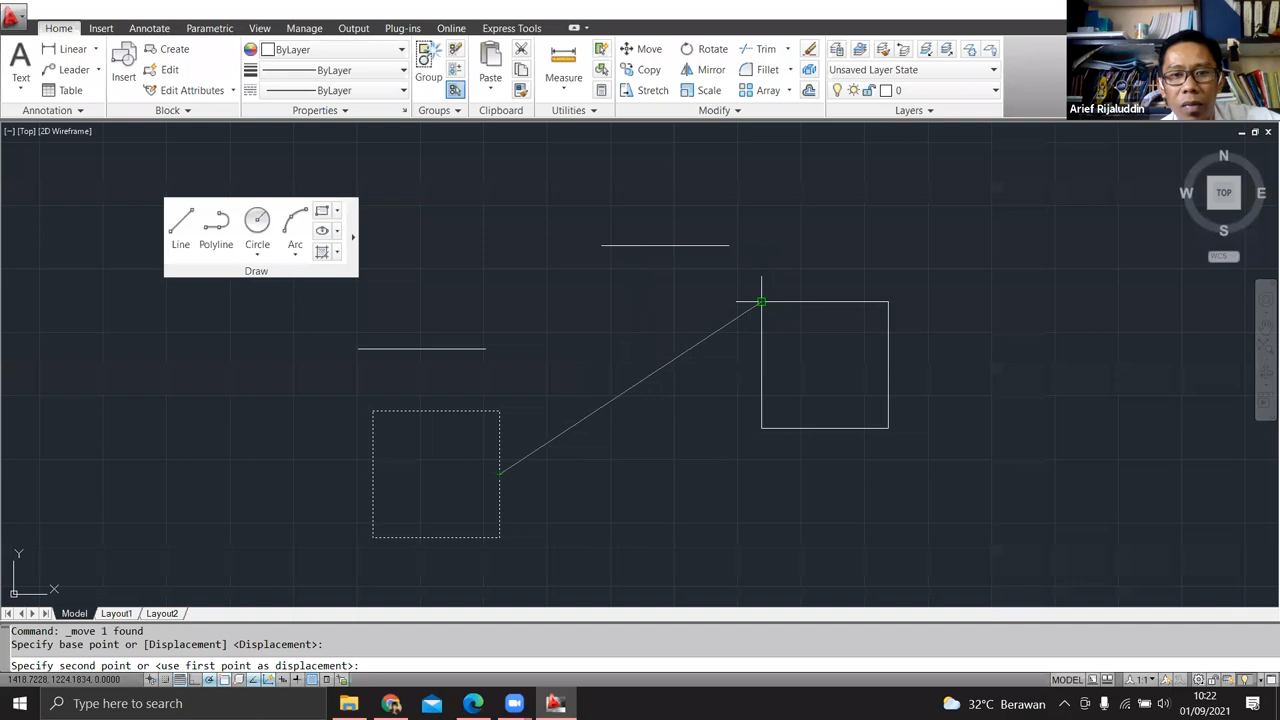 Home Insert Annotate Parametric View Manage Output Plug-ins Online Express Tools
Text
Linear
Leader
Table
Annotation
Insert
Create
Edit
Edit Attributes
Block
ByLayer
ByLayer
ByLayer
Properties
Group
Groups
Paste
Clipboard
Measure
Utilities
Move Rotate Trim
Copy Mirror Fillet
Stretch Scale Array
Modify
Unsaved Layer State
0
Layers
Arief Rijaluddin
[−] [Top] [2D Wireframe]
N
W TOP E
S
WCS
Line Polyline Circle Arc
Draw
Y
X
Model Layout1 Layout2
Command: _move 1 found
Specify base point or [Displacement] <Displacement>:
Specify second point or <use first point as displacement>:
1418.7228, 1224.1834, 0.0000
MODEL
1:1
Type here to search
32°C Berawan
10:22
01/09/2021